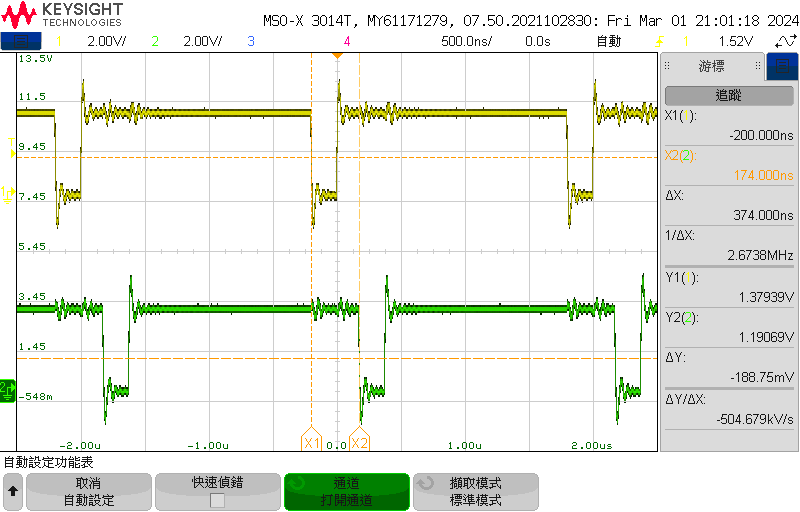 KEYSIGHT
TECHNOLOGIES
MSO-X 3014T, MY61171279, 07.50.2021102830: Fri Mar 01 21:01:18 2024
1 2.00V/ 2 2.00V/ 3 4 500.0ns/ 0.0s 自動 1 1.52V
13.5V
11.5
9.45
7.45
5.45
3.45
1.45
-548m
-2.00u -1.00u 0.0 1.00u 2.00us
X1 X2
T
1
2
游標
追蹤
X1(1):
-200.000ns
X2(2):
174.000ns
ΔX:
374.000ns
1/ΔX:
2.6738MHz
Y1(1):
1.37939V
Y2(2):
1.19069V
ΔY:
-188.75mV
ΔY/ΔX:
-504.679kV/s
自動設定功能表
取消
自動設定
快速偵錯
通道
打開通道
擷取模式
標準模式